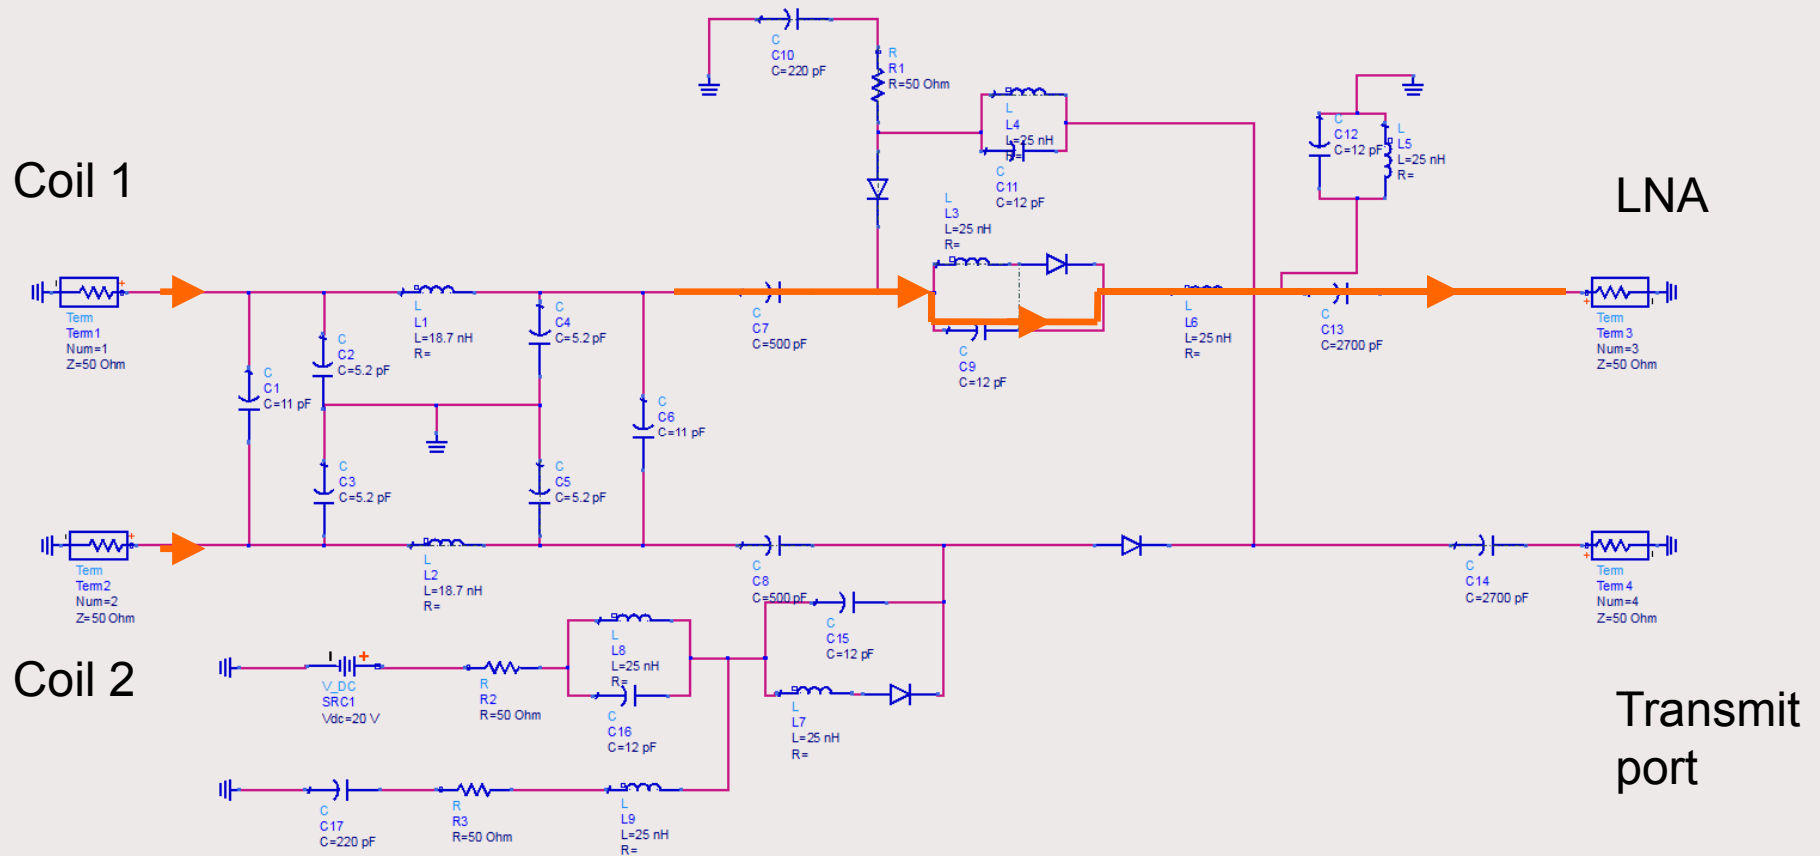 C
C10
C=220 pF
R
R1
R=50 Ohm
L
L4
L=25 nH
R=
C
C11
C=12 pF
C
C12
C=12 pF
L
L5
L=25 nH
R=
Coil 1
LNA
L
L3
L=25 nH
R=
+
Term
Term1
Num=1
Z=50 Ohm
L
L1
L=18.7 nH
R=
C
C2
C=5.2 pF
C
C4
C=5.2 pF
C
C1
C=11 pF
C
C6
C=11 pF
C
C7
C=500 pF
C
C9
C=12 pF
L
L6
L=25 nH
R=
C
C13
C=2700 pF
+
Term
Term3
Num=3
Z=50 Ohm
C
C3
C=5.2 pF
C
C5
C=5.2 pF
+
Term
Term2
Num=2
Z=50 Ohm
L
L2
L=18.7 nH
R=
C
C8
C=500 pF
C
C14
C=2700 pF
+
Term
Term4
Num=4
Z=50 Ohm
Coil 2
+
V_DC
SRC1
Vdc=20 V
R
R2
R=50 Ohm
L
L8
L=25 nH
R=
C
C16
C=12 pF
C
C15
C=12 pF
L
L7
L=25 nH
R=
Transmit
port
C
C17
C=220 pF
R
R3
R=50 Ohm
L
L9
L=25 nH
R=